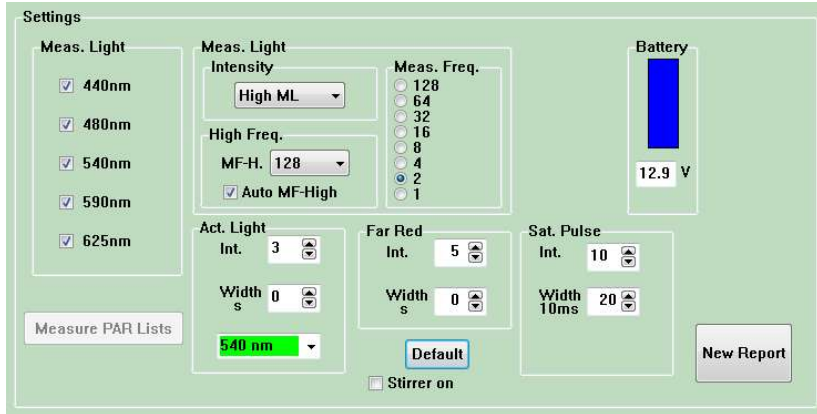 Settings
Meas. Light
440nm
480nm
540nm
590nm
625nm
Measure PAR Lists
Meas. Light
Intensity
High ML
High Freq.
MF-H. 128
Auto MF-High
Meas. Freq.
128
64
32
16
8
4
2
1
Battery
12.9 V
Act. Light
Int. 3
Width 0
s
540 nm
Far Red
Int. 5
Width 0
s
Default
Stirrer on
Sat. Pulse
Int. 10
Width 20
10ms
New Report